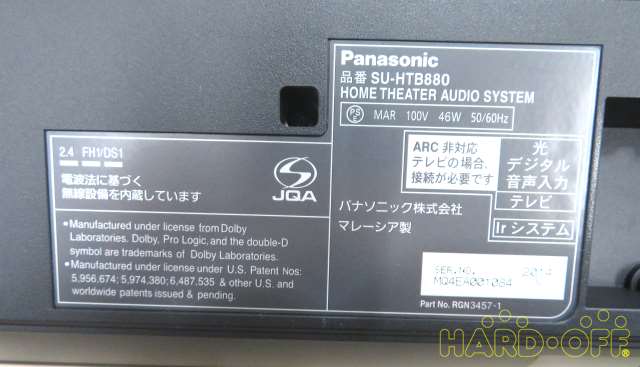 Panasonic
品番 SU-HTB880
HOME THEATER AUDIO SYSTEM
PS E MAR 100V 46W 50/60Hz
ARC 非対応
テレビの場合、
接続が必要です
光
デジタル
音声入力
テレビ
Ir システム
パナソニック株式会社
マレーシア製
SER.NO. 2014
MQ4EA001084
Part No. RGN3457-1
2.4 FH1/DS1
電波法に基づく
無線設備を内蔵しています
JQA
• Manufactured under license from Dolby
Laboratories. Dolby, Pro Logic, and the double-D
symbol are trademarks of Dolby Laboratories.
• Manufactured under license under U.S. Patent Nos:
5,956,674; 5,974,380; 6,487,535 & other U.S. and
worldwide patents issued & pending.
HARD-OFF